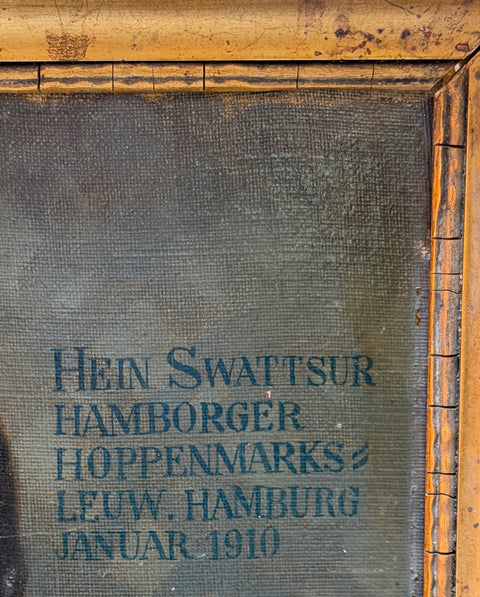 HEIN SWATTSUR
HAMBORGER
HOPPENMARKS=
LEUW. HAMBURG
JANUAR 1910